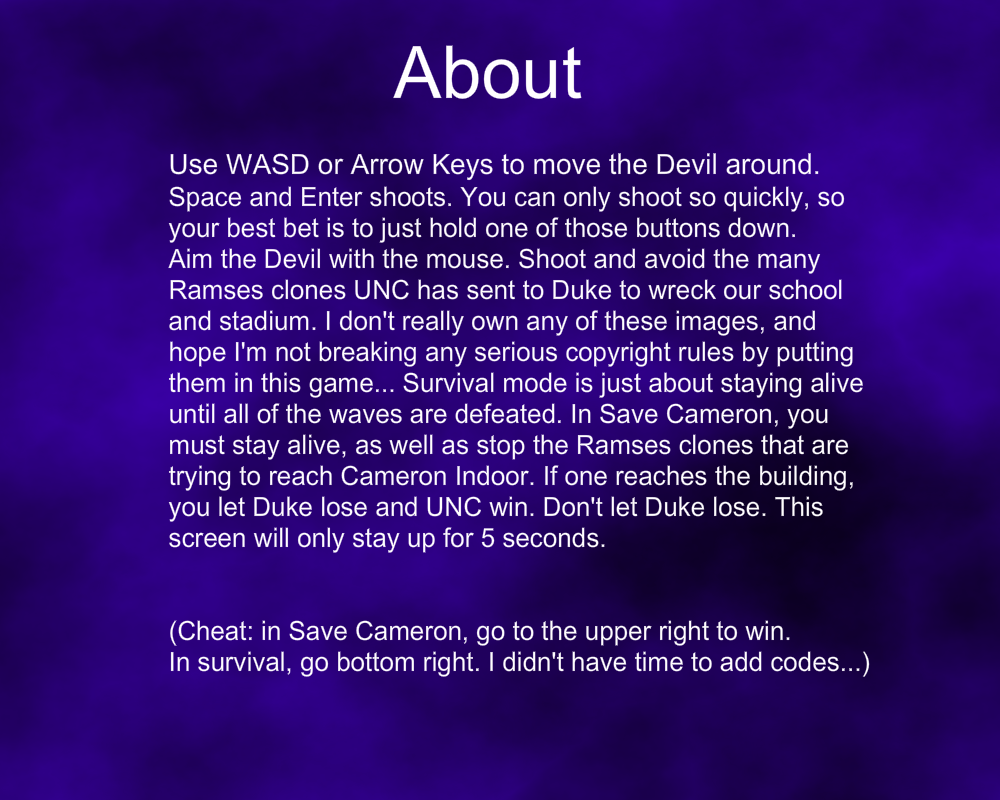 About
Use WASD or Arrow Keys to move the Devil around.
Space and Enter shoots. You can only shoot so quickly, so
your best bet is to just hold one of those buttons down.
Aim the Devil with the mouse. Shoot and avoid the many
Ramses clones UNC has sent to Duke to wreck our school
and stadium. I don't really own any of these images, and
hope I'm not breaking any serious copyright rules by putting
them in this game... Survival mode is just about staying alive
until all of the waves are defeated. In Save Cameron, you
must stay alive, as well as stop the Ramses clones that are
trying to reach Cameron Indoor. If one reaches the building,
you let Duke lose and UNC win. Don't let Duke lose. This
screen will only stay up for 5 seconds.
(Cheat: in Save Cameron, go to the upper right to win.
In survival, go bottom right. I didn't have time to add codes...)